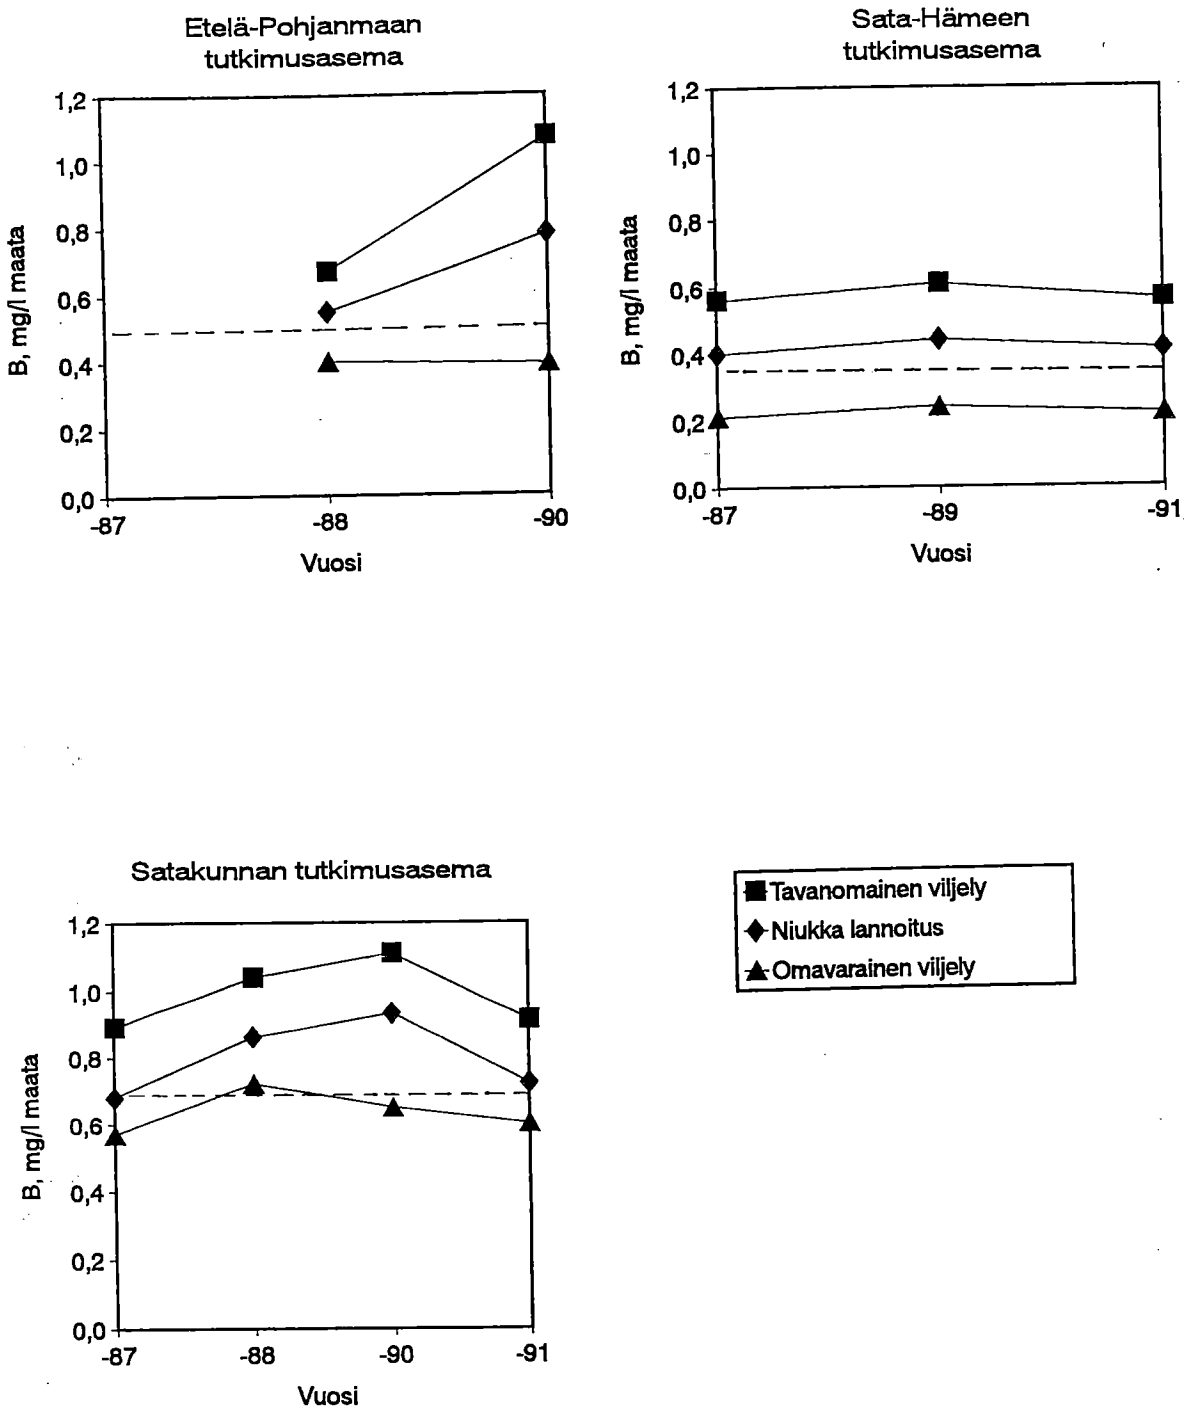 Etelä-Pohjanmaan
tutkimusasema
1,2
1,0
0,8
0,6
0,4
0,2
0,0
B, mg/l maata
-87
-88
-90
Vuosi
Sata-Hämeen
tutkimusasema
1,2
1,0
0,8
0,6
0,4
0,2
0,0
B, mg/l maata
-87
-89
-91
Vuosi
Satakunnan tutkimusasema
1,2
1,0
0,8
0,6
0,4
0,2
0,0
B, mg/l maata
-87
-88
-90
-91
Vuosi
Tavanomainen viljely
Niukka lannoitus
Omavarainen viljely